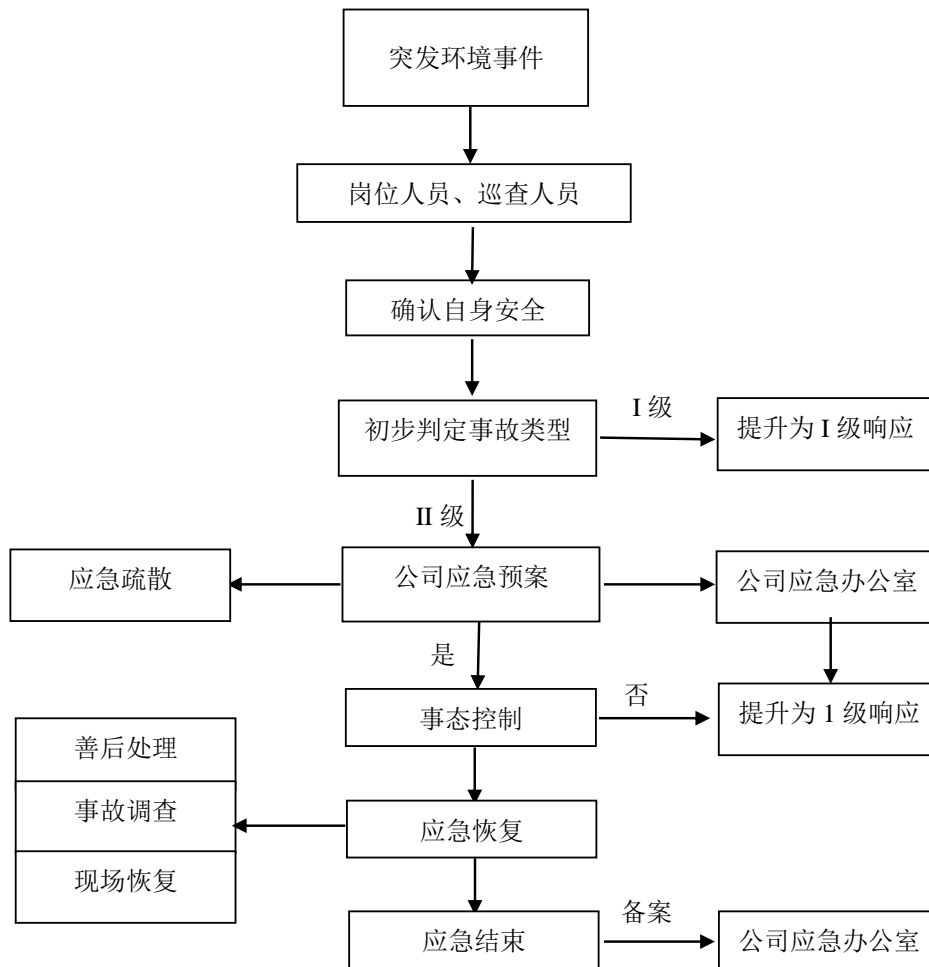 突发环境事件
岗位人员、巡查人员
确认自身安全
初步判定事故类型
I 级
提升为 I 级响应
II 级
应急疏散
公司应急预案
公司应急办公室
是
事态控制
否
提升为 1 级响应
善后处理
事故调查
现场恢复
应急恢复
应急结束
备案
公司应急办公室